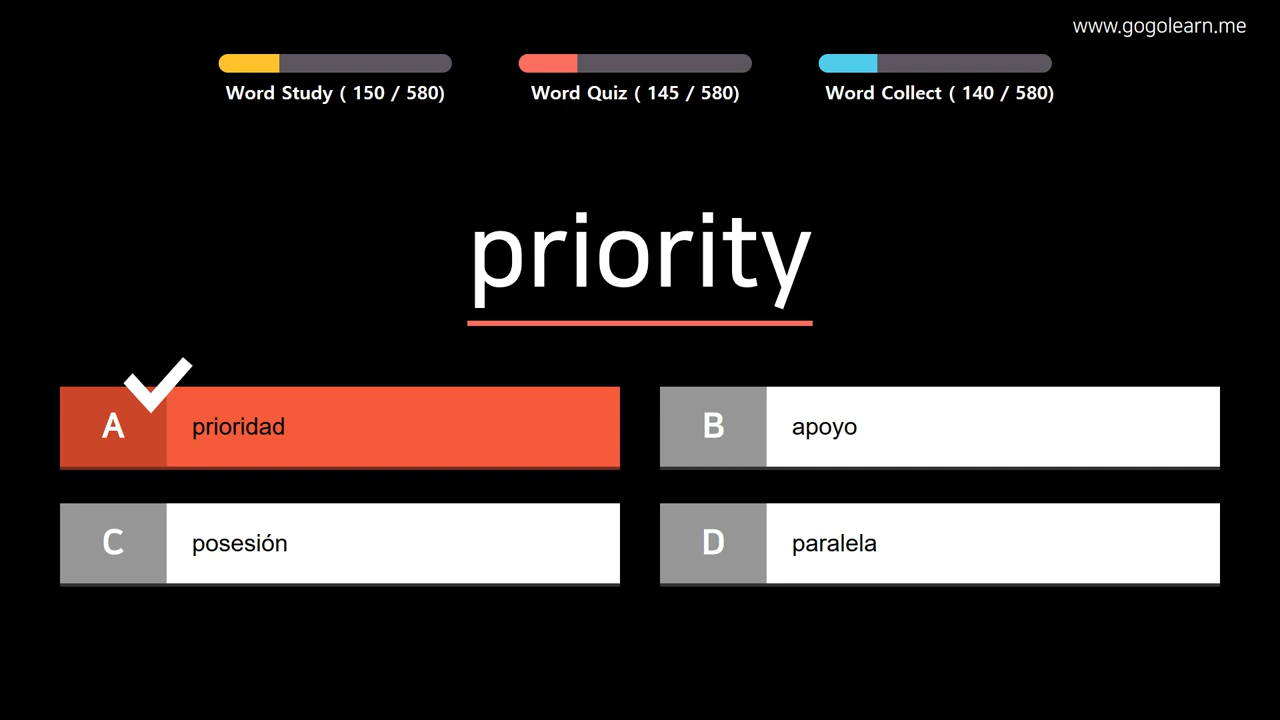 www.gogolearn.me
Word Study ( 150 / 580)
Word Quiz ( 145 / 580)
Word Collect ( 140 / 580)
priority
A prioridad
B apoyo
C posesión
D paralela